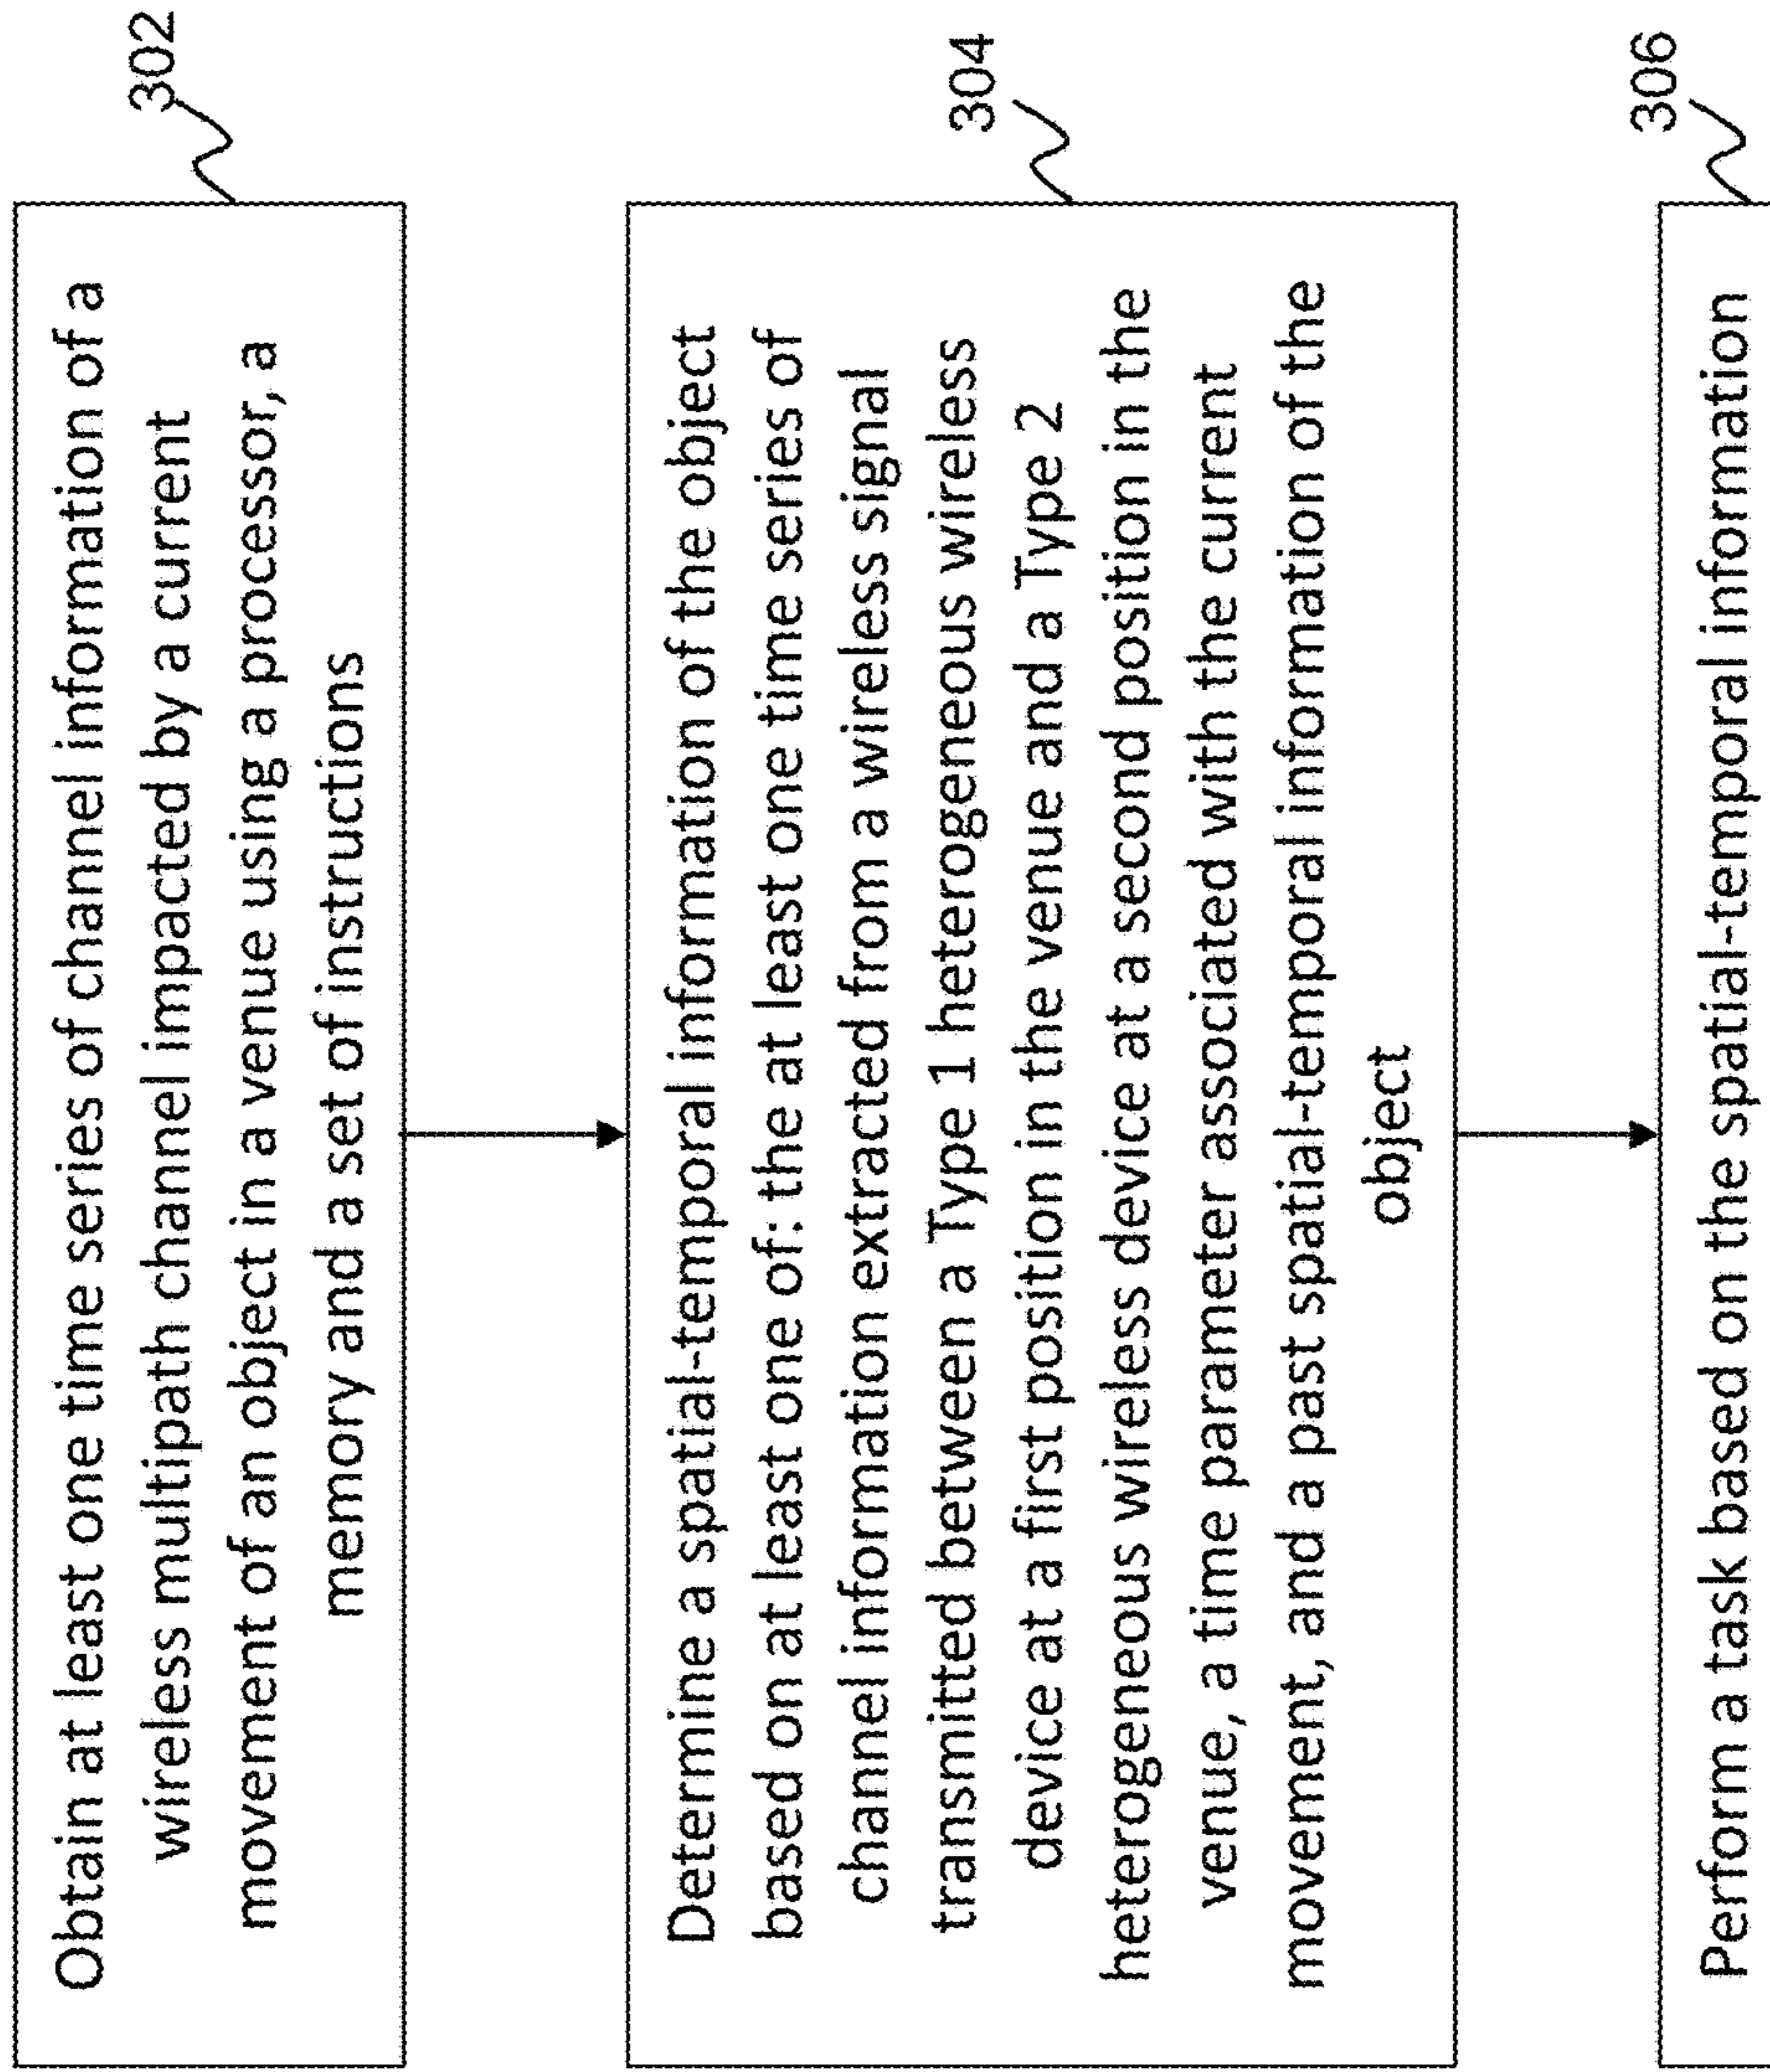 302
Obtain at least one time series of channel information of a
wireless multipath channel impacted by a current
movement of an object in a venue using a processor, a
memory and a set of instructions
304
Determine a spatial-temporal information of the object
based on at least one of: the at least one time series of
channel information extracted from a wireless signal
transmitted between a Type 1 heterogeneous wireless
device at a first position in the venue and a Type 2
heterogeneous wireless device at a second position in the
venue, a time parameter associated with the current
movement, and a past spatial-temporal information of the
object
306
Perform a task based on the spatial-temporal information